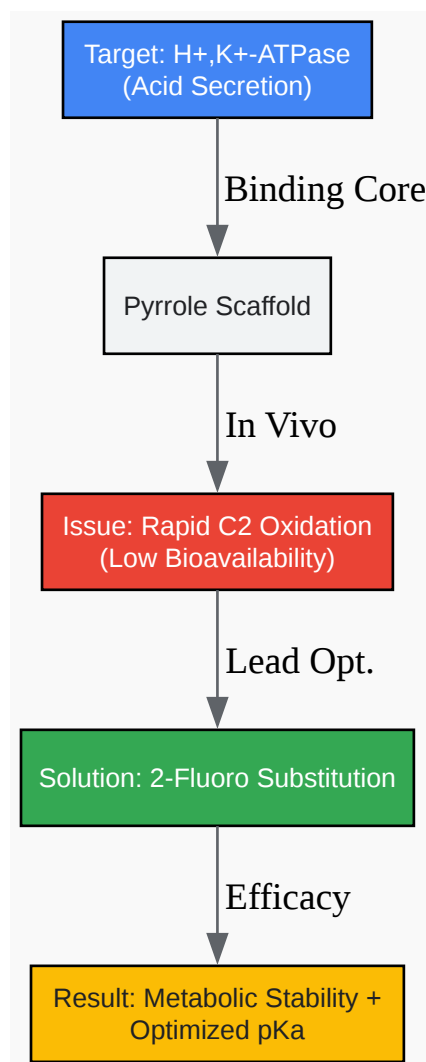 Target: H+,K+-ATPase
(Acid Secretion)
Binding Core
Pyrrole Scaffold
In Vivo
Issue: Rapid C2 Oxidation
(Low Bioavailability)
Lead Opt.
Solution: 2-Fluoro Substitution
Efficacy
Result: Metabolic Stability +
Optimized pKa